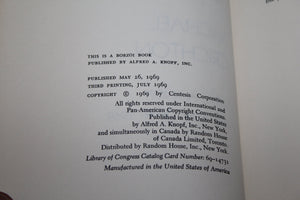 THIS IS A BORZOI BOOK
PUBLISHED BY ALFRED A. KNOPF, INC.
PUBLISHED MAY 26, 1969
THIRD PRINTING, JULY 1969
COPYRIGHT © 1969 by Centesis Corporation
All rights reserved under International and
Pan-American Copyright Conventions.
Published in the United States
by Alfred A. Knopf, Inc., New York,
and simultaneously in Canada by Random House
of Canada Limited, Toronto.
Distributed by Random House, Inc., New York.
Library of Congress Catalog Card Number: 69-14731
Manufactured in the United States of America